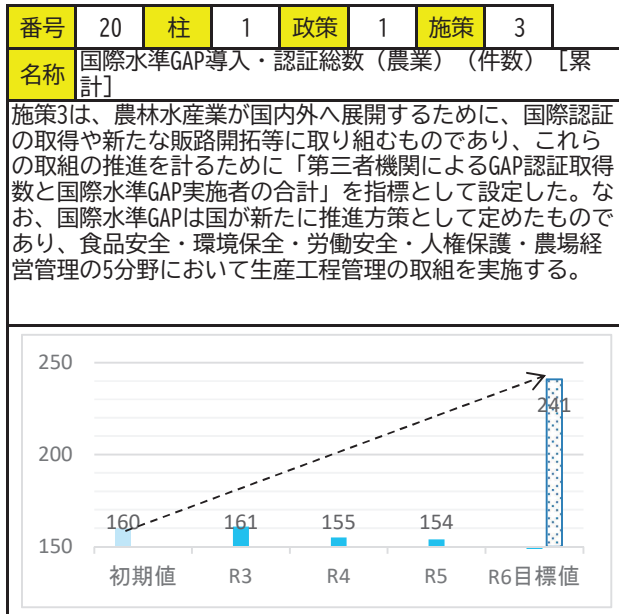 番号 20 柱 1 政策 1 施策 3
名称 国際水準GAP導入・認証総数（農業）（件数）［累
計］
施策3は、農林水産業が国内外へ展開するために、国際認証
の取得や新たな販路開拓等に取り組むものであり、これら
の取組の推進を計るために「第三者機関によるGAP認証取得
数と国際水準GAP実施者の合計」を指標として設定した。な
お、国際水準GAPは国が新たに推進方策として定めたもので
あり、食品安全・環境保全・労働安全・人権保護・農場経
営管理の5分野において生産工程管理の取組を実施する。
250
241
200
160 161 155 154
150
初期値 R3 R4 R5 R6目標値